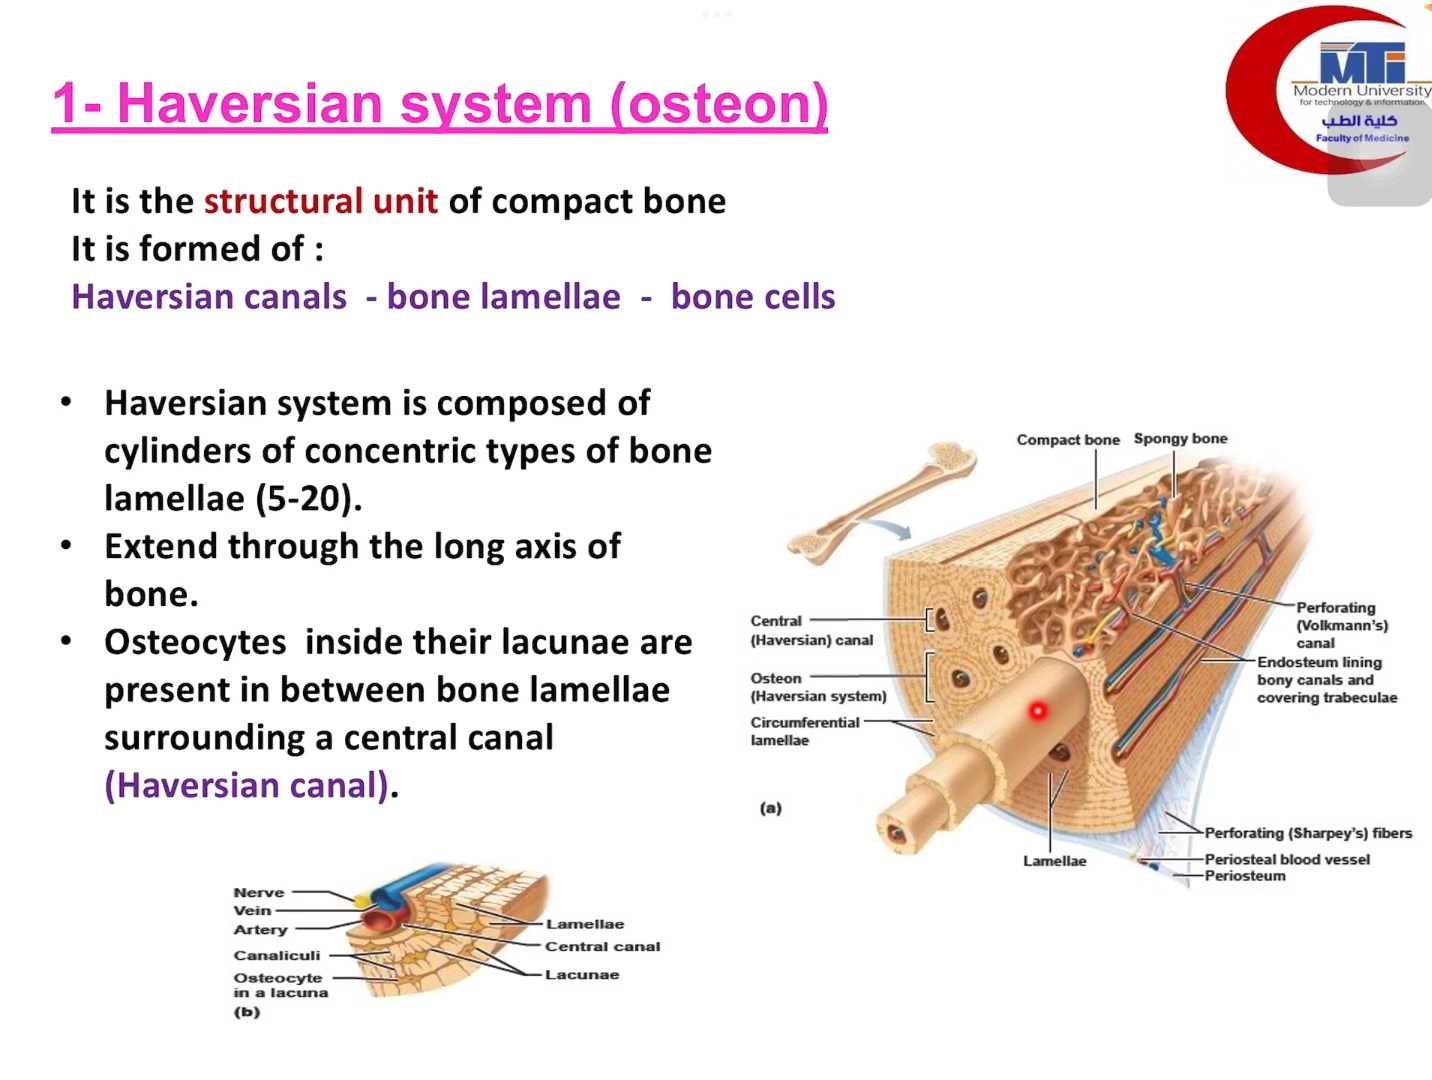 1- Haversian system (osteon)
MTi
Modern University
for technology & information
كلية الطب
Faculty of Medicine
It is the structural unit of compact bone
It is formed of :
Haversian canals - bone lamellae - bone cells
• Haversian system is composed of
cylinders of concentric types of bone
lamellae (5-20).
• Extend through the long axis of
bone.
• Osteocytes inside their lacunae are
present in between bone lamellae
surrounding a central canal
(Haversian canal).
Compact bone
Spongy bone
Central
(Haversian) canal
Osteon
(Haversian system)
Circumferential
lamellae
(a)
Perforating
(Volkmann's)
canal
Endosteum lining
bony canals and
covering trabeculae
Lamellae
Perforating (Sharpey's) fibers
Periosteal blood vessel
Periosteum
Nerve
Vein
Artery
Canaliculi
Osteocyte
in a lacuna
(b)
Lamellae
Central canal
Lacunae